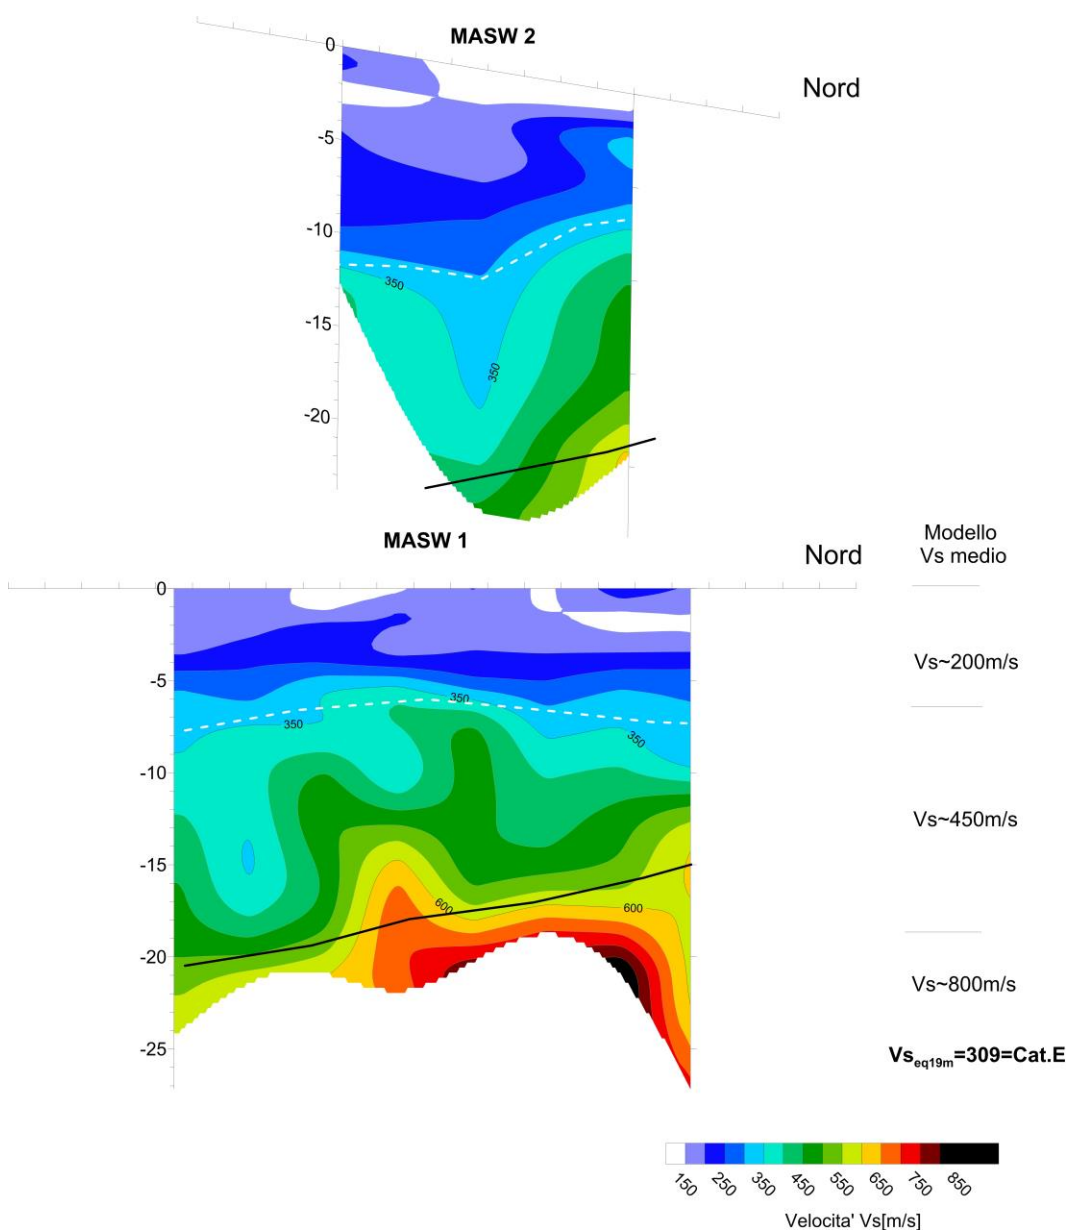 MASW 2
Nord
0
-5
-10
-15
-20
350
350
MASW 1
Nord
0
-5
-10
-15
-20
-25
350
350
350
600
600
Modello
Vs medio
Vs~200m/s
Vs~450m/s
Vs~800m/s
Vseq19m=309=Cat.E
150 250 350 450 550 650 750 850
Velocita' Vs[m/s]